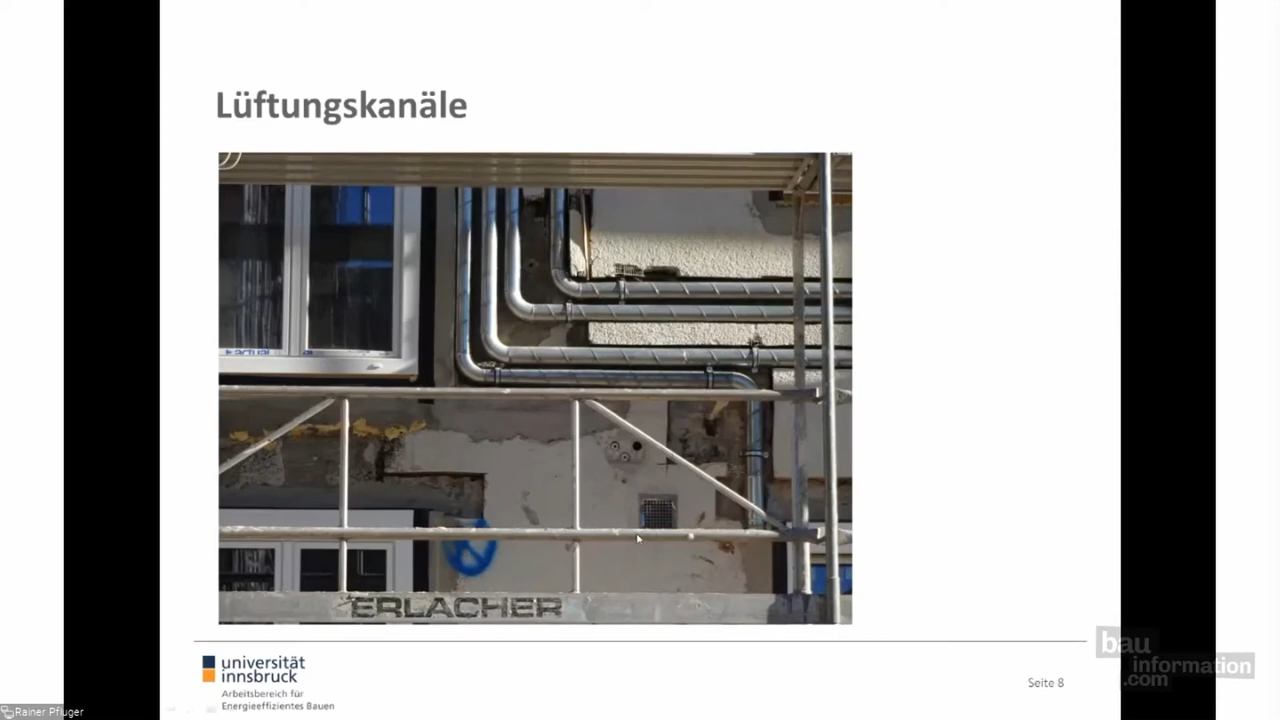 Lüftungskanäle
ERLACHER
universität
innsbruck
Arbeitsbereich für
Energieeffizientes Bauen
Seite 8
bau
information
.com
Rainer Pfluger